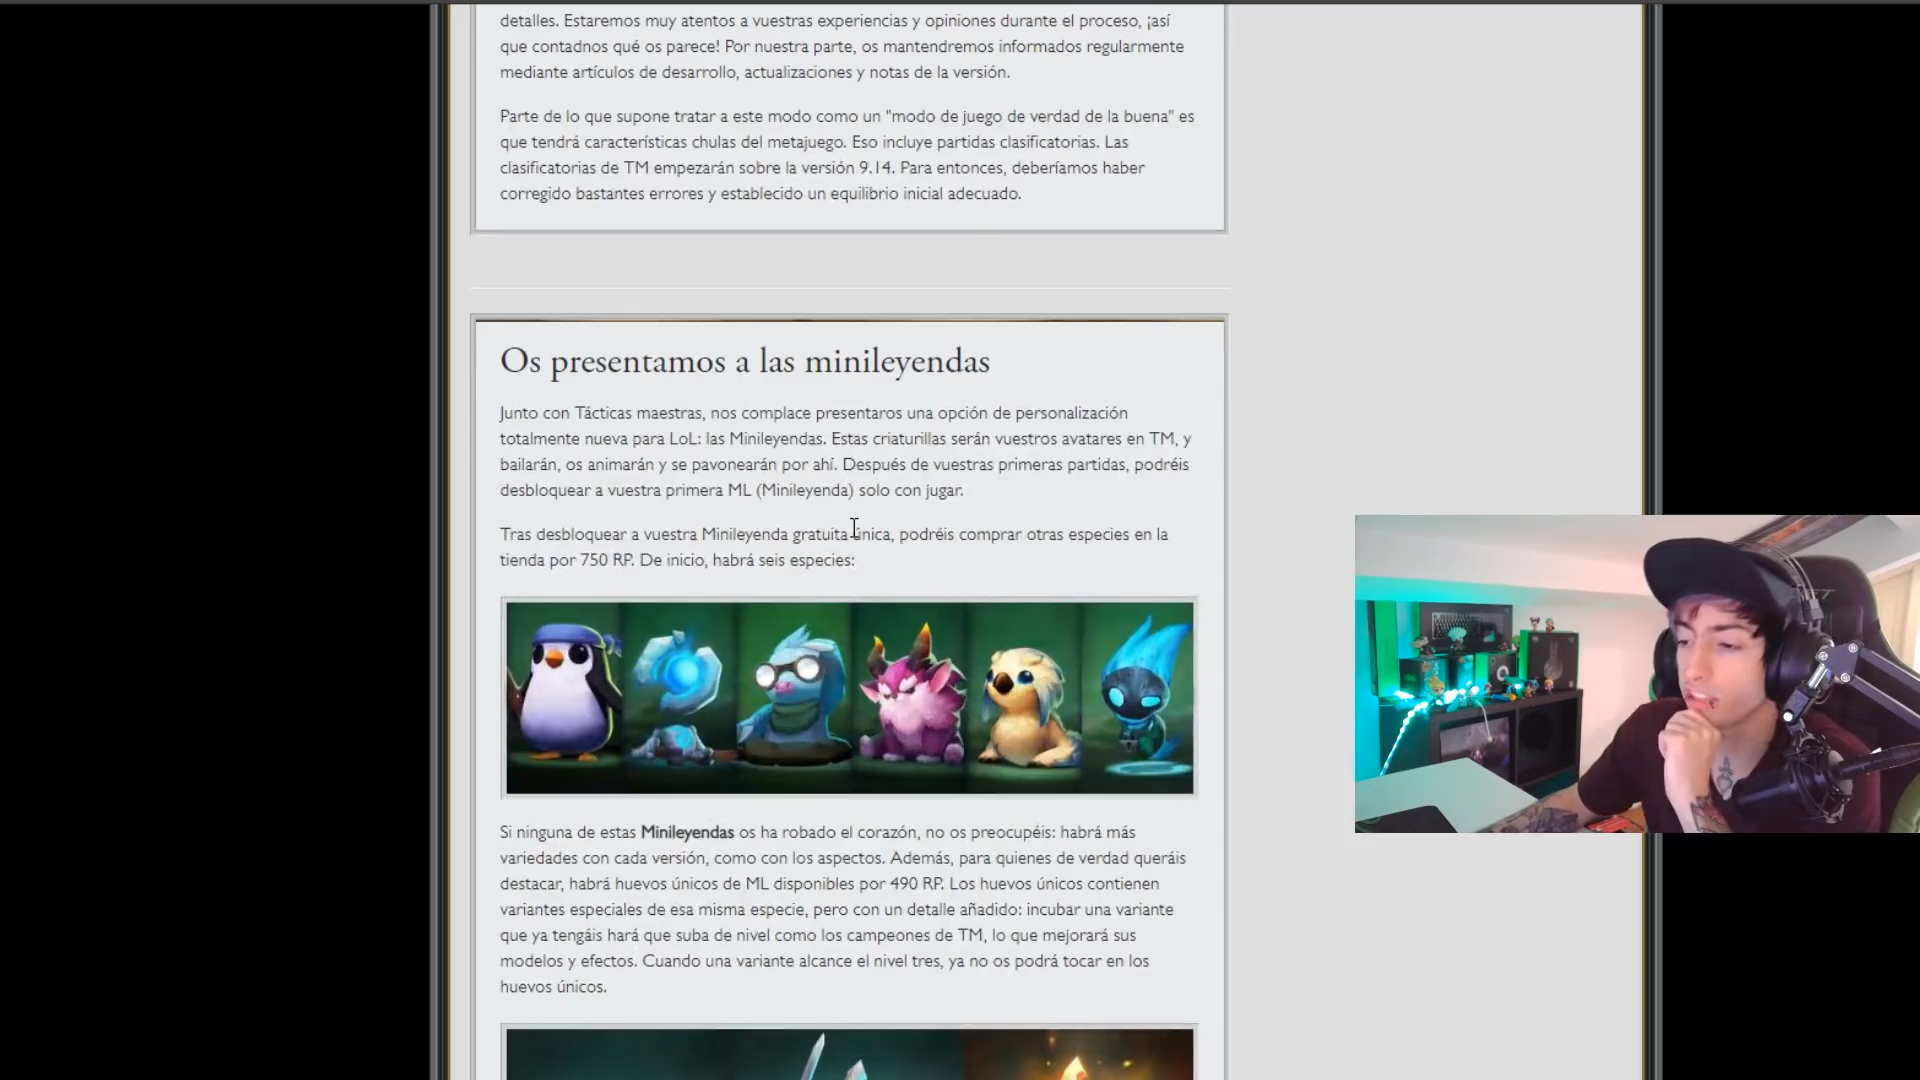 detalles. Estaremos muy atentos a vuestras experiencias y opiniones durante el proceso, ¡así
que contadnos qué os parece! Por nuestra parte, os mantendremos informados regularmente
mediante artículos de desarrollo, actualizaciones y notas de la versión.
Parte de lo que supone tratar a este modo como un "modo de juego de verdad de la buena" es
que tendrá características chulas del metajuego. Eso incluye partidas clasificatorias. Las
clasificatorias de TM empezarán sobre la versión 9.14. Para entonces, deberíamos haber
corregido bastantes errores y establecido un equilibrio inicial adecuado.
Os presentamos a las minileyendas
Junto con Tácticas maestras, nos complace presentaros una opción de personalización
totalmente nueva para LoL: las Minileyendas. Estas criaturillas serán vuestros avatares en TM, y
bailarán, os animarán y se pavonearán por ahí. Después de vuestras primeras partidas, podréis
desbloquear a vuestra primera ML (Minileyenda) solo con jugar.
Tras desbloquear a vuestra Minileyenda gratuita única, podréis comprar otras especies en la
tienda por 750 RP. De inicio, habrá seis especies:
Si ninguna de estas Minileyendas os ha robado el corazón, no os preocupéis: habrá más
variedades con cada versión, como con los aspectos. Además, para quienes de verdad queráis
destacar, habrá huevos únicos de ML disponibles por 490 RP. Los huevos únicos contienen
variantes especiales de esa misma especie, pero con un detalle añadido: incubar una variante
que ya tengáis hará que suba de nivel como los campeones de TM, lo que mejorará sus
modelos y efectos. Cuando una variante alcance el nivel tres, ya no os podrá tocar en los
huevos únicos.